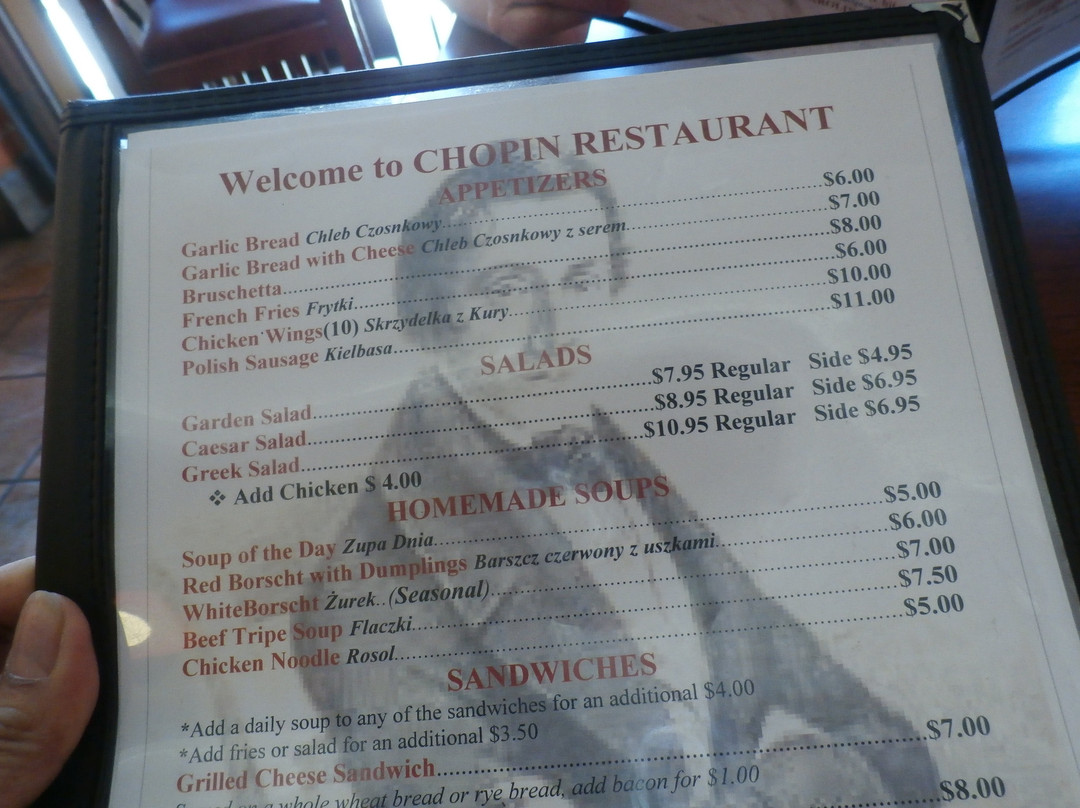 Welcome to CHOPIN RESTAURANT
APPETIZERS
Garlic Bread Chleb Czosnkowy.......................$6.00
Garlic Bread with Cheese Chleb Czosnkowy z serem.......................$7.00
Bruschetta.......................$8.00
French Fries Frytki.......................$6.00
Chicken Wings(10) Skrzydelka z Kury.......................$10.00
Polish Sausage Kielbasa.......................$11.00
SALADS
Garden Salad.......................$7.95 Regular Side $4.95
Caesar Salad.......................$8.95 Regular Side $6.95
Greek Salad.......................$10.95 Regular Side $6.95
❖ Add Chicken $ 4.00
HOMEMADE SOUPS
Soup of the Day Zupa Dnia.......................$5.00
Red Borscht with Dumplings Barszcz czerwony z uszkami.......................$6.00
WhiteBorscht Żurek..(Seasonal).......................$7.00
Beef Tripe Soup Flaczki.......................$7.50
Chicken Noodle Rosol.......................$5.00
SANDWICHES
*Add a daily soup to any of the sandwiches for an additional $4.00
*Add fries or salad for an additional $3.50
Grilled Cheese Sandwich.......................$7.00
on a whole wheat bread or rye bread, add bacon for $1.00
$8.00